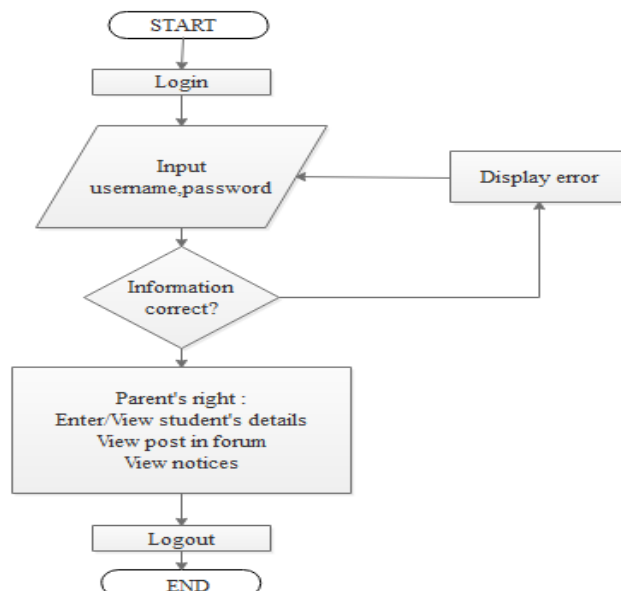 START
Login
Input
username,password
Display error
Information
correct?
Parent's right :
Enter/View student's details
View post in forum
View notices
Logout
END